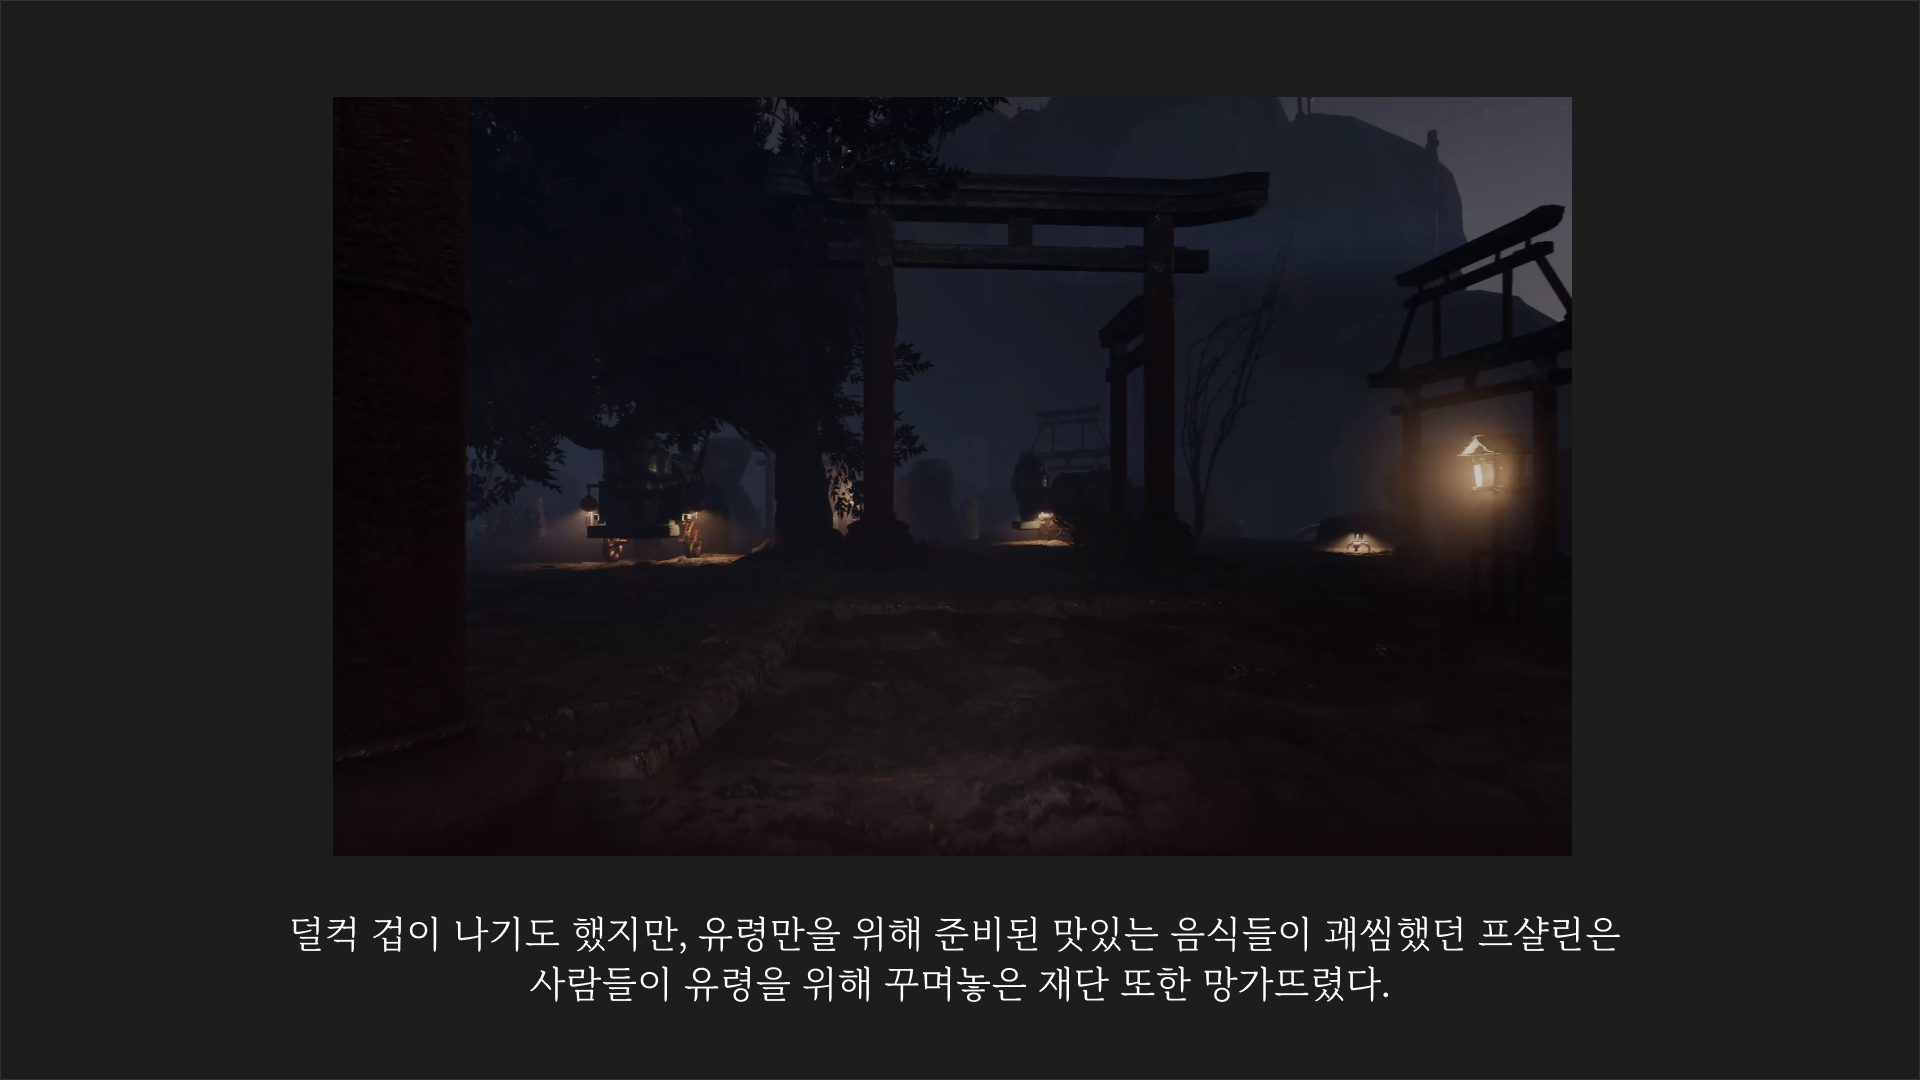 덜컥 겁이 나기도 했지만, 유령만을 위해 준비된 맛있는 음식들이 괘씸했던 프샬린은
사람들이 유령을 위해 꾸며놓은 재단 또한 망가뜨렸다.